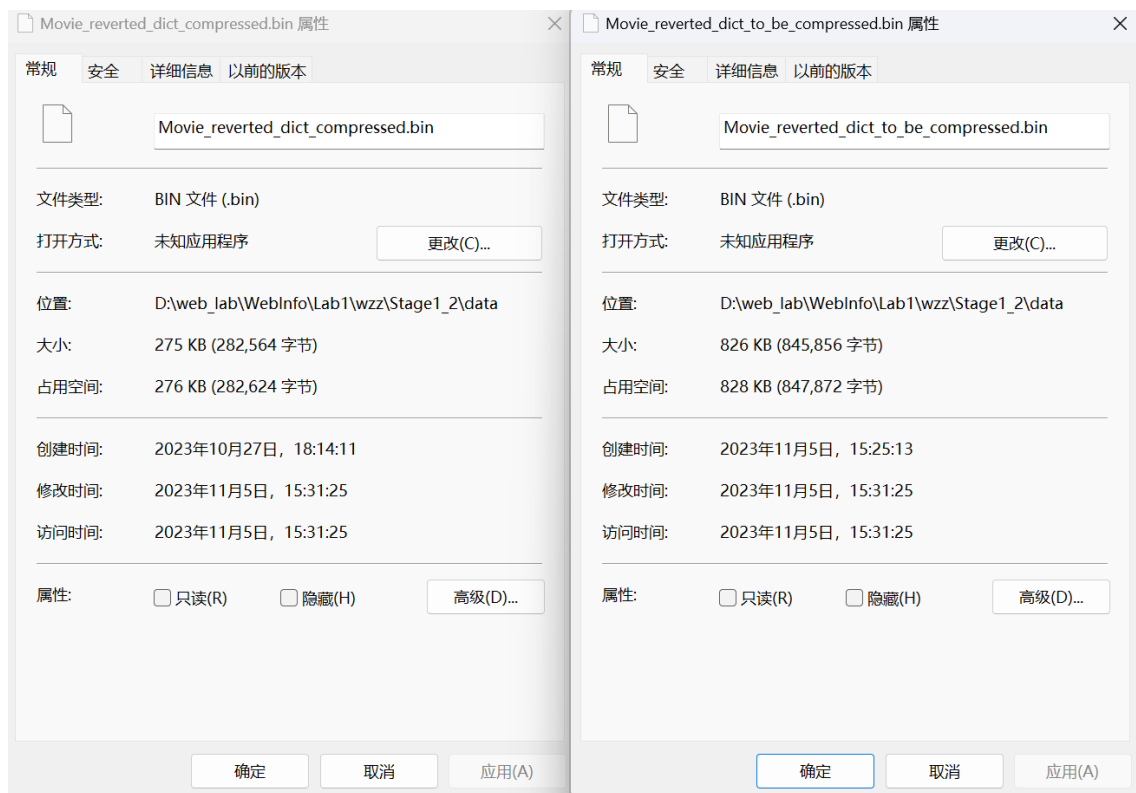 Movie_reverted_dict_compressed.bin 属性
常规 安全 详细信息 以前的版本
Movie_reverted_dict_compressed.bin
文件类型: BIN 文件 (.bin)
打开方式: 未知应用程序 更改(C)...
位置: D:\web_lab\WebInfo\Lab1\wzz\Stage1_2\data
大小: 275 KB (282,564 字节)
占用空间: 276 KB (282,624 字节)
创建时间: 2023年10月27日，18:14:11
修改时间: 2023年11月5日，15:31:25
访问时间: 2023年11月5日，15:31:25
属性: 只读(R) 隐藏(H) 高级(D)...
确定 取消 应用(A)
Movie_reverted_dict_to_be_compressed.bin 属性
常规 安全 详细信息 以前的版本
Movie_reverted_dict_to_be_compressed.bin
文件类型: BIN 文件 (.bin)
打开方式: 未知应用程序 更改(C)...
位置: D:\web_lab\WebInfo\Lab1\wzz\Stage1_2\data
大小: 826 KB (845,856 字节)
占用空间: 828 KB (847,872 字节)
创建时间: 2023年11月5日，15:25:13
修改时间: 2023年11月5日，15:31:25
访问时间: 2023年11月5日，15:31:25
属性: 只读(R) 隐藏(H) 高级(D)...
确定 取消 应用(A)